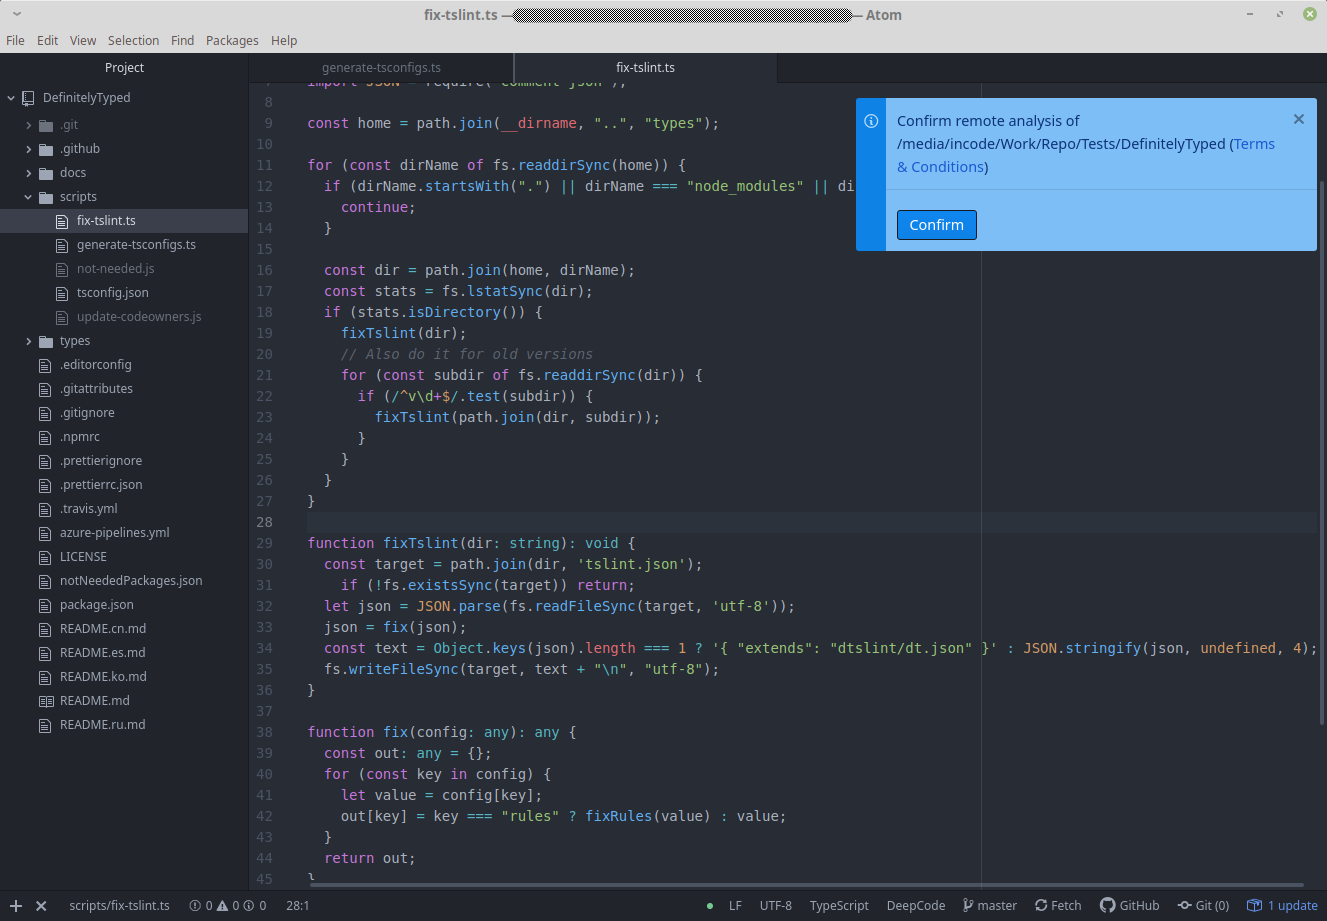 fix-tslint.ts — — Atom
File Edit View Selection Find Packages Help
Project
DefinitelyTyped
.git
.github
docs
scripts
fix-tslint.ts
generate-tsconfigs.ts
not-needed.js
tsconfig.json
update-codeowners.js
types
.editorconfig
.gitattributes
.gitignore
.npmrc
.prettierignore
.prettierrc.json
.travis.yml
azure-pipelines.yml
LICENSE
notNeededPackages.json
package.json
README.cn.md
README.es.md
README.ko.md
README.md
README.ru.md
generate-tsconfigs.ts fix-tslint.ts
8
9 const home = path.join(__dirname, "..", "types");
10
11 for (const dirName of fs.readdirSync(home)) {
12 if (dirName.startsWith(".") || dirName === "node_modules" || di
13 continue;
14 }
15
16 const dir = path.join(home, dirName);
17 const stats = fs.lstatSync(dir);
18 if (stats.isDirectory()) {
19 fixTslint(dir);
20 // Also do it for old versions
21 for (const subdir of fs.readdirSync(dir)) {
22 if (/^v\d+$/.test(subdir)) {
23 fixTslint(path.join(dir, subdir));
24 }
25 }
26 }
27 }
28
29 function fixTslint(dir: string): void {
30 const target = path.join(dir, 'tslint.json');
31 if (!fs.existsSync(target)) return;
32 let json = JSON.parse(fs.readFileSync(target, 'utf-8'));
33 json = fix(json);
34 const text = Object.keys(json).length === 1 ? '{ "extends": "dtslint/dt.json" }' : JSON.stringify(json, undefined, 4);
35 fs.writeFileSync(target, text + "\n", "utf-8");
36 }
37
38 function fix(config: any): any {
39 const out: any = {};
40 for (const key in config) {
41 let value = config[key];
42 out[key] = key === "rules" ? fixRules(value) : value;
43 }
44 return out;
45 }
Confirm remote analysis of
/media/incode/Work/Repo/Tests/DefinitelyTyped (Terms
& Conditions)
Confirm
scripts/fix-tslint.ts 0 0 0 28:1 LF UTF-8 TypeScript DeepCode master Fetch GitHub Git (0) 1 update